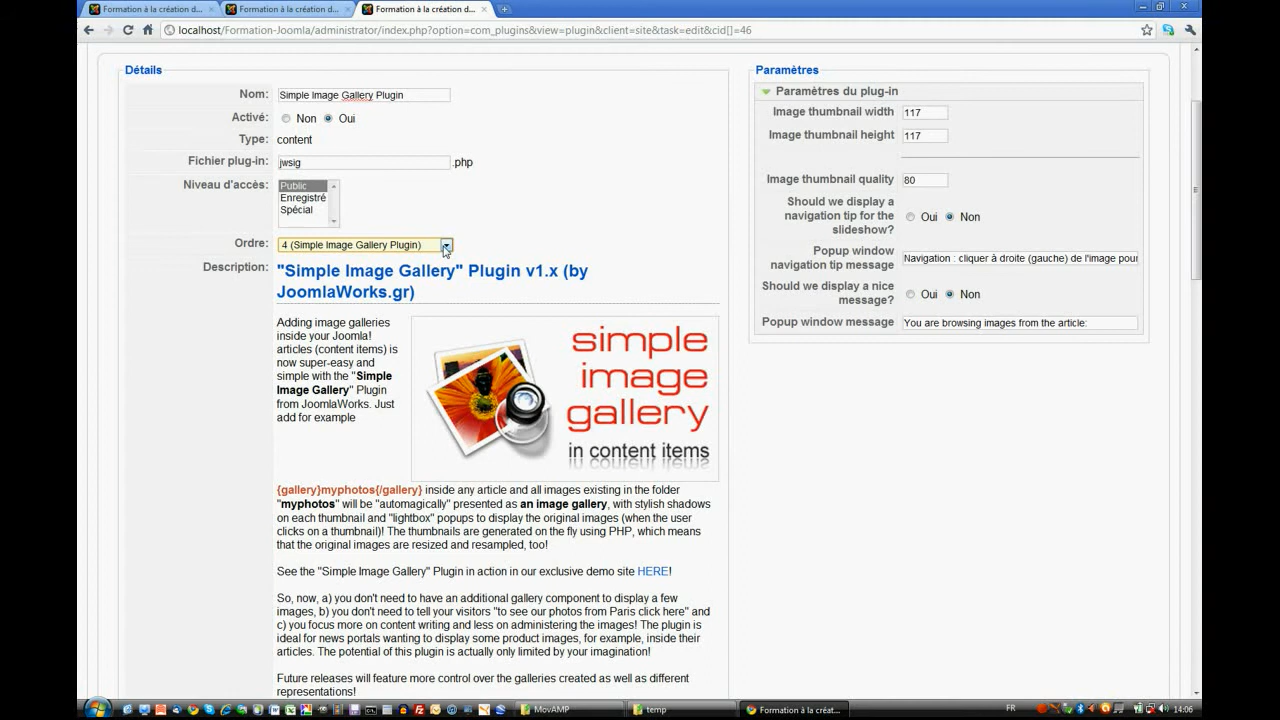 Formation à la création d...
Formation à la création d...
Formation à la création d...
localhost/Formation-Joomla/administrator/index.php?option=com_plugins&view=plugin&client=site&task=edit&cid[]=46
Détails
Nom: Simple Image Gallery Plugin
Activé: Non Oui
Type: content
Fichier plug-in: jwsig .php
Niveau d'accès: Public
Enregistré
Spécial
Ordre: 4 (Simple Image Gallery Plugin)
Description: "Simple Image Gallery" Plugin v1.x (by
JoomlaWorks.gr)
Adding image galleries
inside your Joomla!
articles (content items) is
now super-easy and
simple with the "Simple
Image Gallery" Plugin
from JoomlaWorks. Just
add for example
simple
image
gallery
in content items
{gallery}myphotos{/gallery} inside any article and all images existing in the folder
"myphotos" will be "automagically" presented as an image gallery, with stylish shadows
on each thumbnail and "lightbox" popups to display the original images (when the user
clicks on a thumbnail)! The thumbnails are generated on the fly using PHP, which means
that the original images are resized and resampled, too!
See the "Simple Image Gallery" Plugin in action in our exclusive demo site HERE!
So, now, a) you don't need to have an additional gallery component to display a few
images, b) you don't need to tell your visitors "to see our photos from Paris click here" and
c) you focus more on content writing and less on administering the images! The plugin is
ideal for news portals wanting to display some product images, for example, inside their
articles. The potential of this plugin is actually only limited by your imagination!
Future releases will feature more control over the galleries created as well as different
representations!
Paramètres
Paramètres du plug-in
Image thumbnail width 117
Image thumbnail height 117
Image thumbnail quality 80
Should we display a
navigation tip for the
slideshow?
Oui Non
Popup window
navigation tip message
Navigation : cliquer à droite (gauche) de l'image pour
Should we display a nice
message?
Oui Non
Popup window message You are browsing images from the article:
MovAMP
temp
Formation à la créat...
FR
14:06